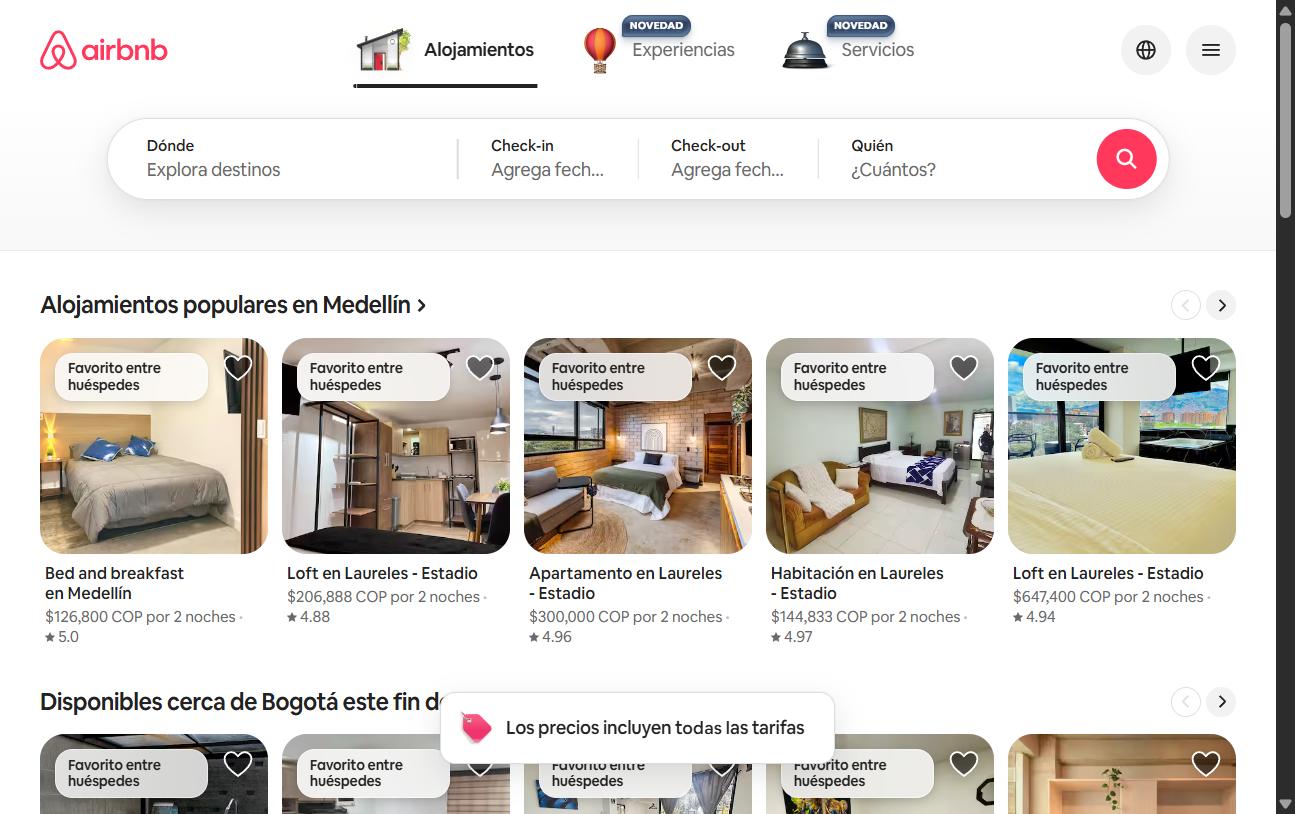 airbnb
Alojamientos
NOVEDAD
Experiencias
NOVEDAD
Servicios
Dónde
Explora destinos
Check-in
Agrega fech...
Check-out
Agrega fech...
Quién
¿Cuántos?
Alojamientos populares en Medellín
Favorito entre
huéspedes
Favorito entre
huéspedes
Favorito entre
huéspedes
Favorito entre
huéspedes
Favorito entre
huéspedes
Bed and breakfast
en Medellín
$126,800 COP por 2 noches ·
★ 5.0
Loft en Laureles - Estadio
$206,888 COP por 2 noches ·
★ 4.88
Apartamento en Laureles
- Estadio
$300,000 COP por 2 noches ·
★ 4.96
Habitación en Laureles
- Estadio
$144,833 COP por 2 noches ·
★ 4.97
Loft en Laureles - Estadio
$647,400 COP por 2 noches ·
★ 4.94
Disponibles cerca de Bogotá este fin
Los precios incluyen todas las tarifas
Favorito entre
huéspedes
Favorito entre
huéspedes
Favorito entre
huéspedes
Favorito entre
huéspedes